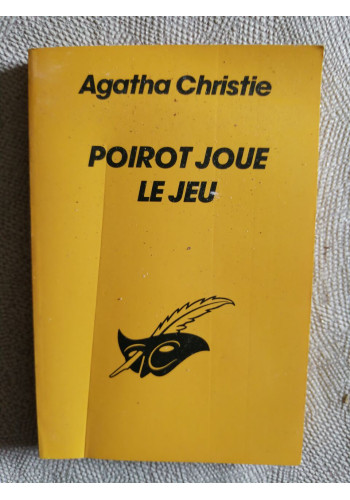 Agatha Christie
POIROT JOUE
LE JEU